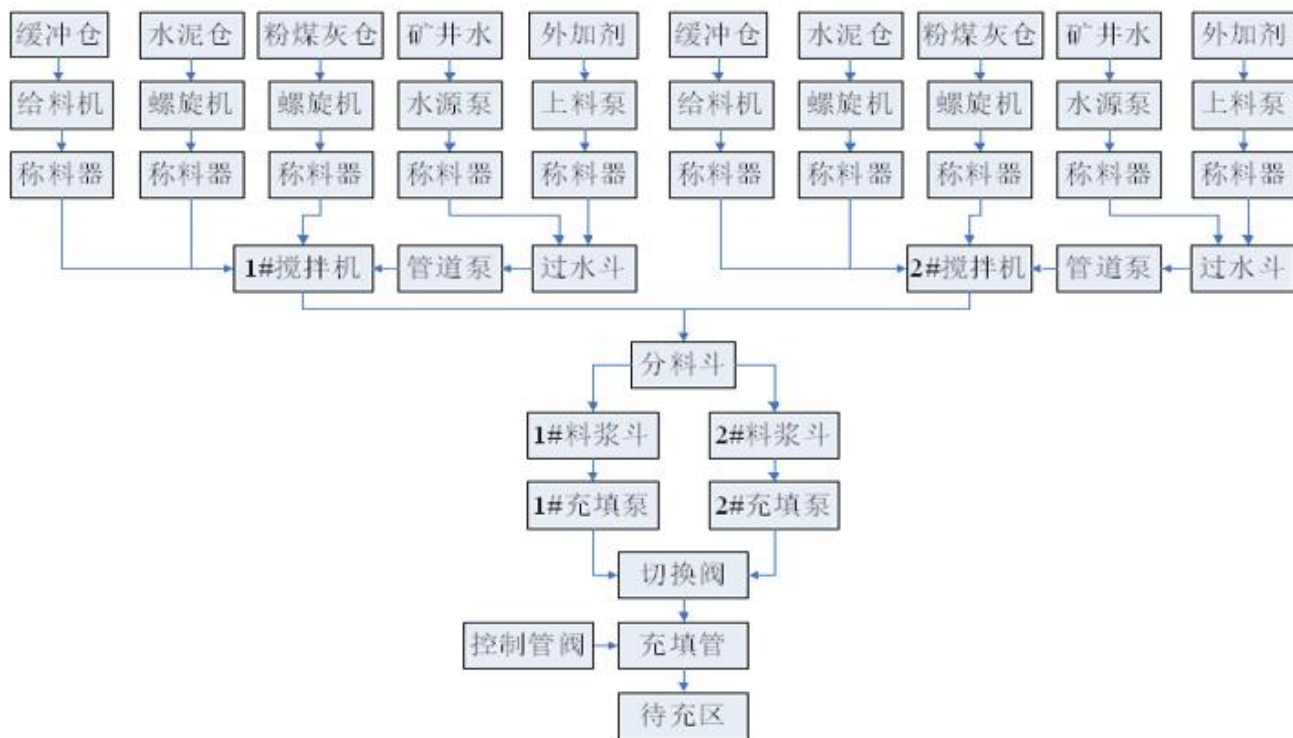 缓冲仓 水泥仓 粉煤灰仓 矿井水 外加剂 缓冲仓 水泥仓 粉煤灰仓 矿井水 外加剂
给料机 螺旋机 螺旋机 水源泵 上料泵 给料机 螺旋机 螺旋机 水源泵 上料泵
称料器 称料器 称料器 称料器 称料器 称料器 称料器 称料器 称料器 称料器
1#搅拌机 管道泵 过水斗 2#搅拌机 管道泵 过水斗
分料斗
1#料浆斗 2#料浆斗
1#充填泵 2#充填泵
切换阀
控制管阀 充填管
待充区